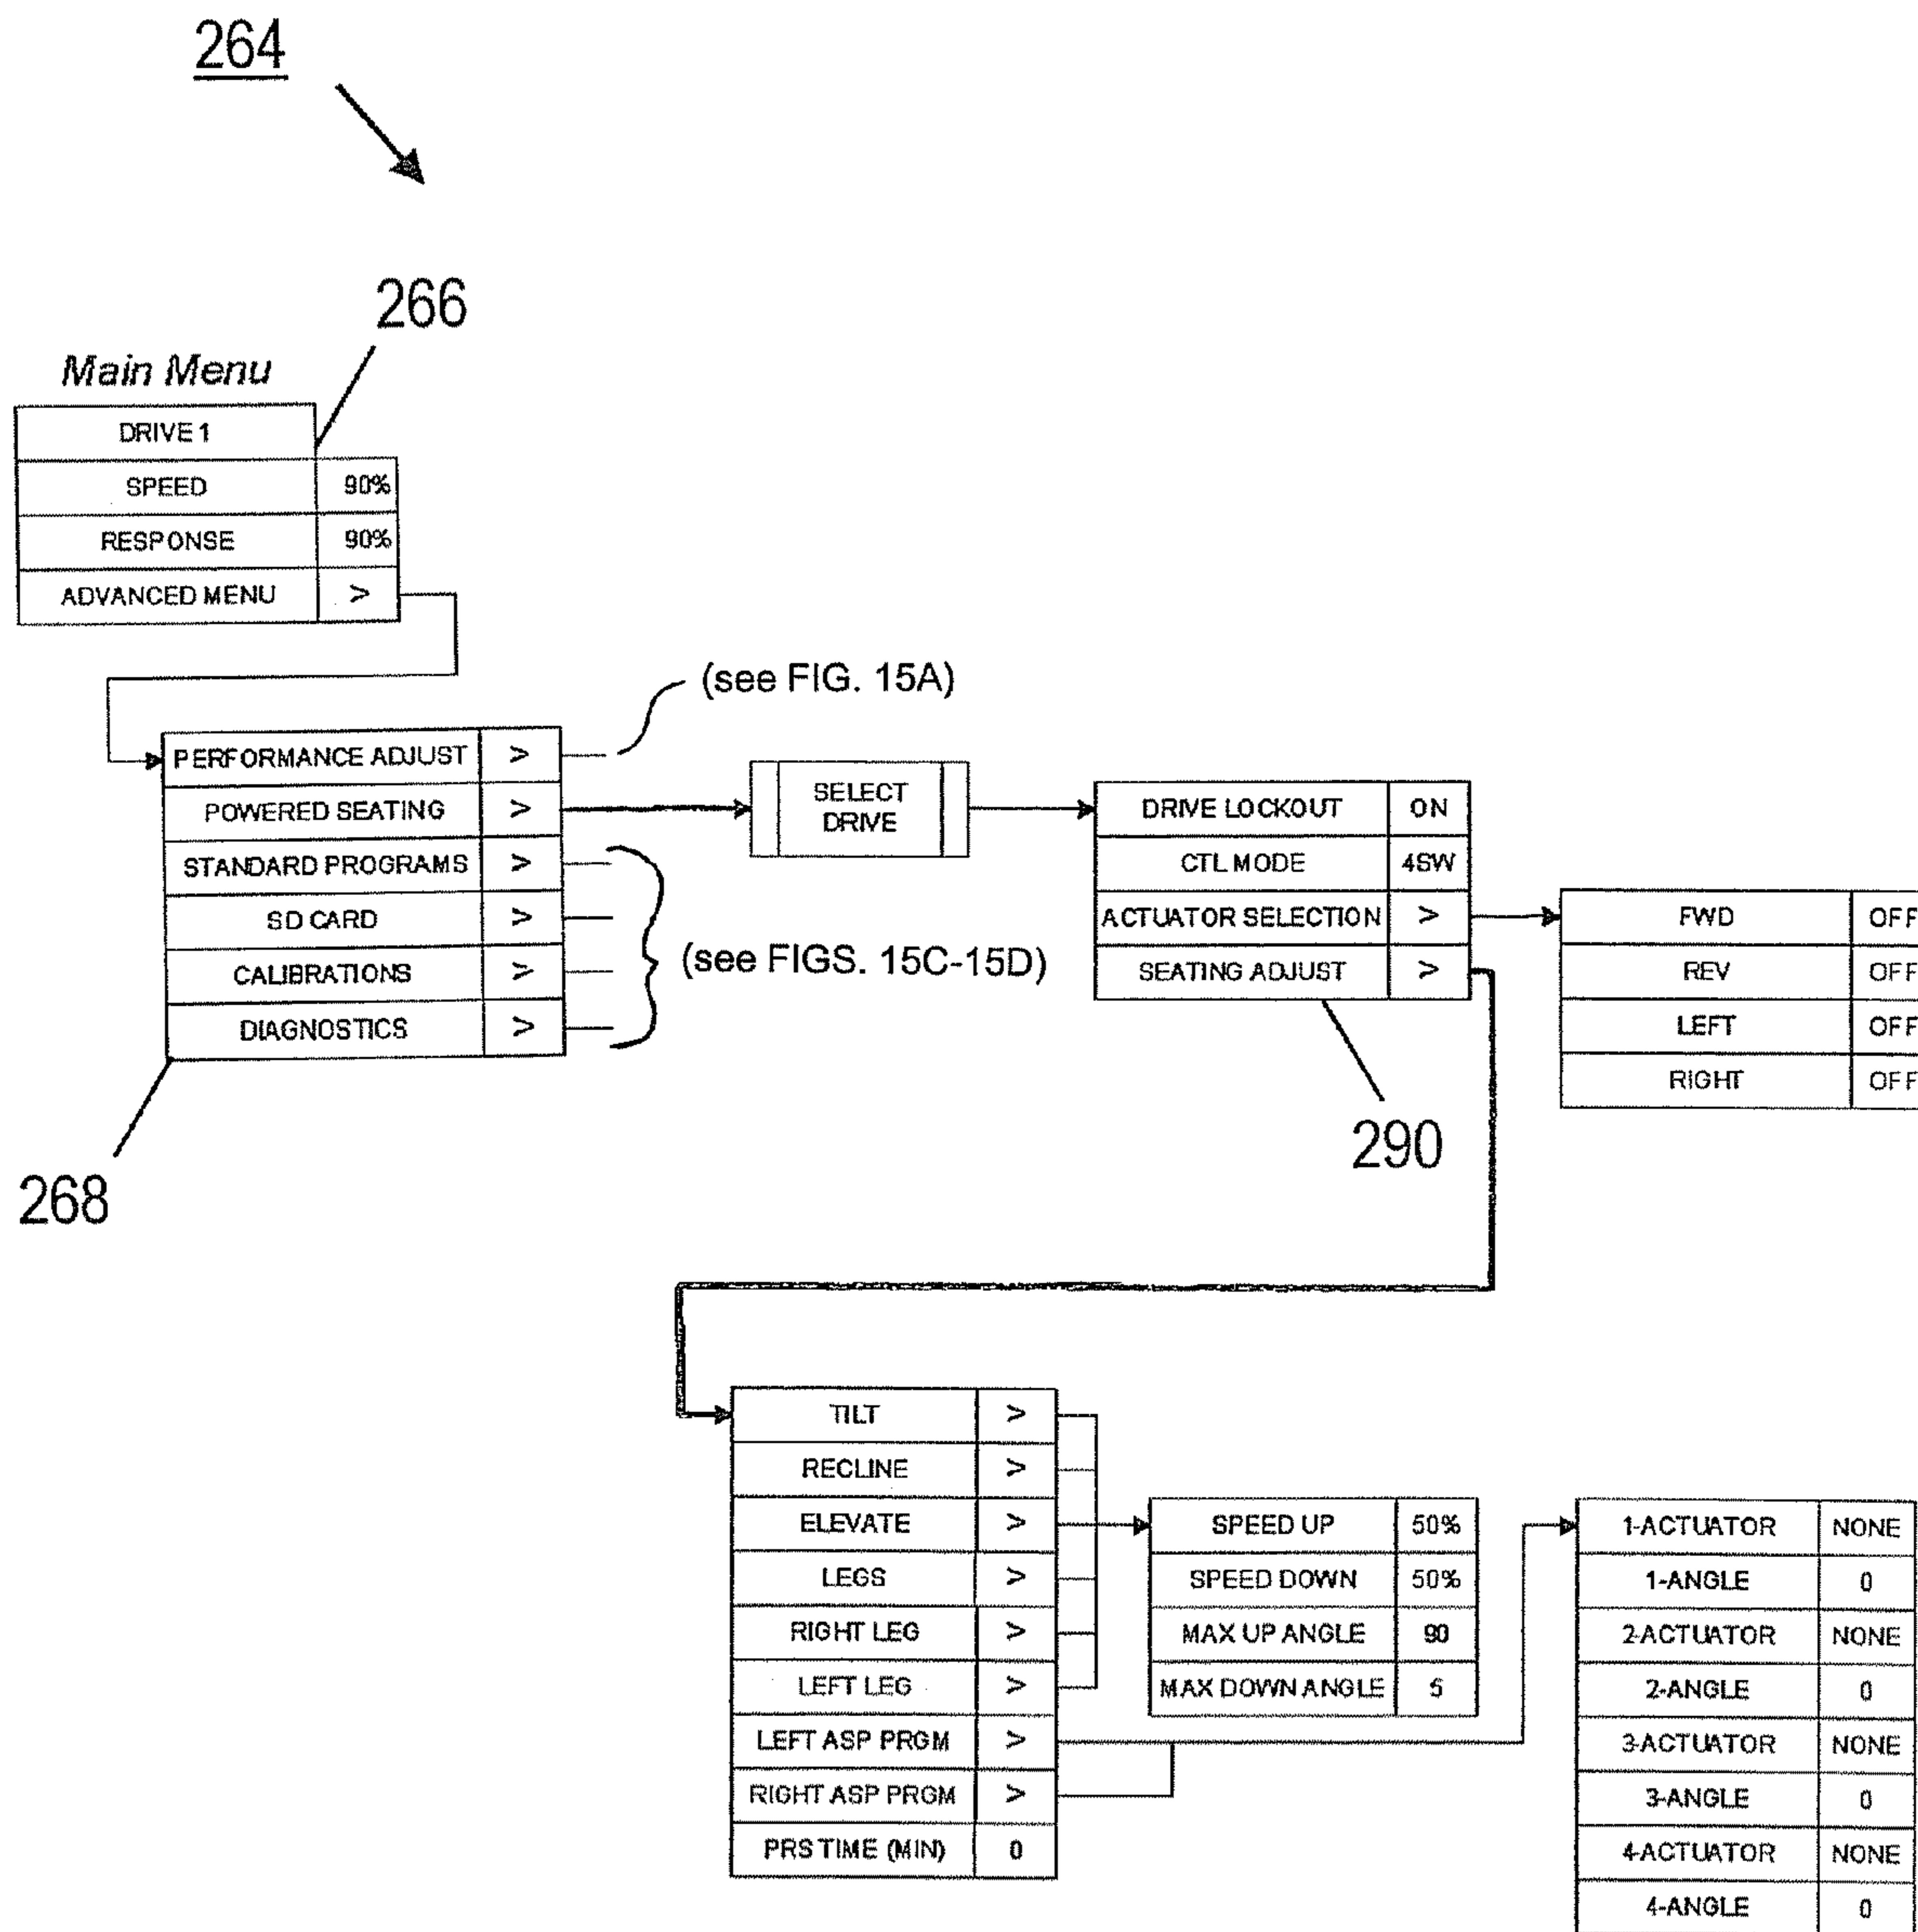 264
266
Main Menu
DRIVE 1
SPEED 90%
RESPONSE 90%
ADVANCED MENU >
(see FIG. 15A)
PERFORMANCE ADJUST >
POWERED SEATING >
STANDARD PROGRAMS >
SD CARD >
CALIBRATIONS >
DIAGNOSTICS >
(see FIGS. 15C-15D)
268
SELECT
DRIVE
DRIVE LOCKOUT ON
CTL MODE 4SW
ACTUATOR SELECTION >
SEATING ADJUST >
290
FWD OFF
REV OFF
LEFT OFF
RIGHT OFF
TILT >
RECLINE >
ELEVATE >
LEGS >
RIGHT LEG >
LEFT LEG >
LEFT ASP PRGM >
RIGHT ASP PRGM >
PRS TIME (MIN) 0
SPEED UP 50%
SPEED DOWN 50%
MAX UP ANGLE 90
MAX DOWN ANGLE 5
1-ACTUATOR NONE
1-ANGLE 0
2-ACTUATOR NONE
2-ANGLE 0
3-ACTUATOR NONE
3-ANGLE 0
4-ACTUATOR NONE
4-ANGLE 0